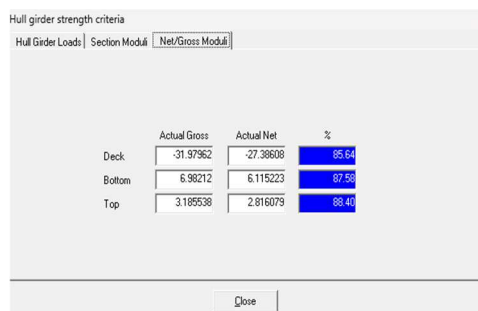 Hull girder strength criteria
Hull Girder Loads Section Moduli Net/Gross Moduli
Actual Gross Actual Net %
Deck -31.97962 -27.38608 85.64
Bottom 6.98212 6.115223 87.58
Top 3.185538 2.816079 88.40
Close